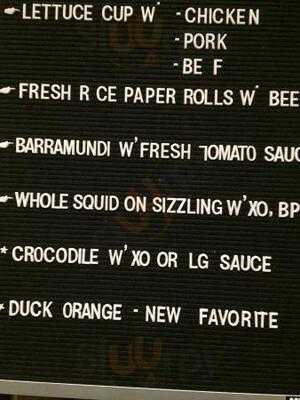 LETTUCE CUP W' - CHICKEN
- PORK
- BE F
FRESH R CE PAPER ROLLS W' BEE
BARRAMUNDI W' FRESH TOMATO SAUC
WHOLE SQUID ON SIZZLING W' XO, BP
* CROCODILE W' XO OR LG SAUCE
* DUCK ORANGE - NEW FAVORITE